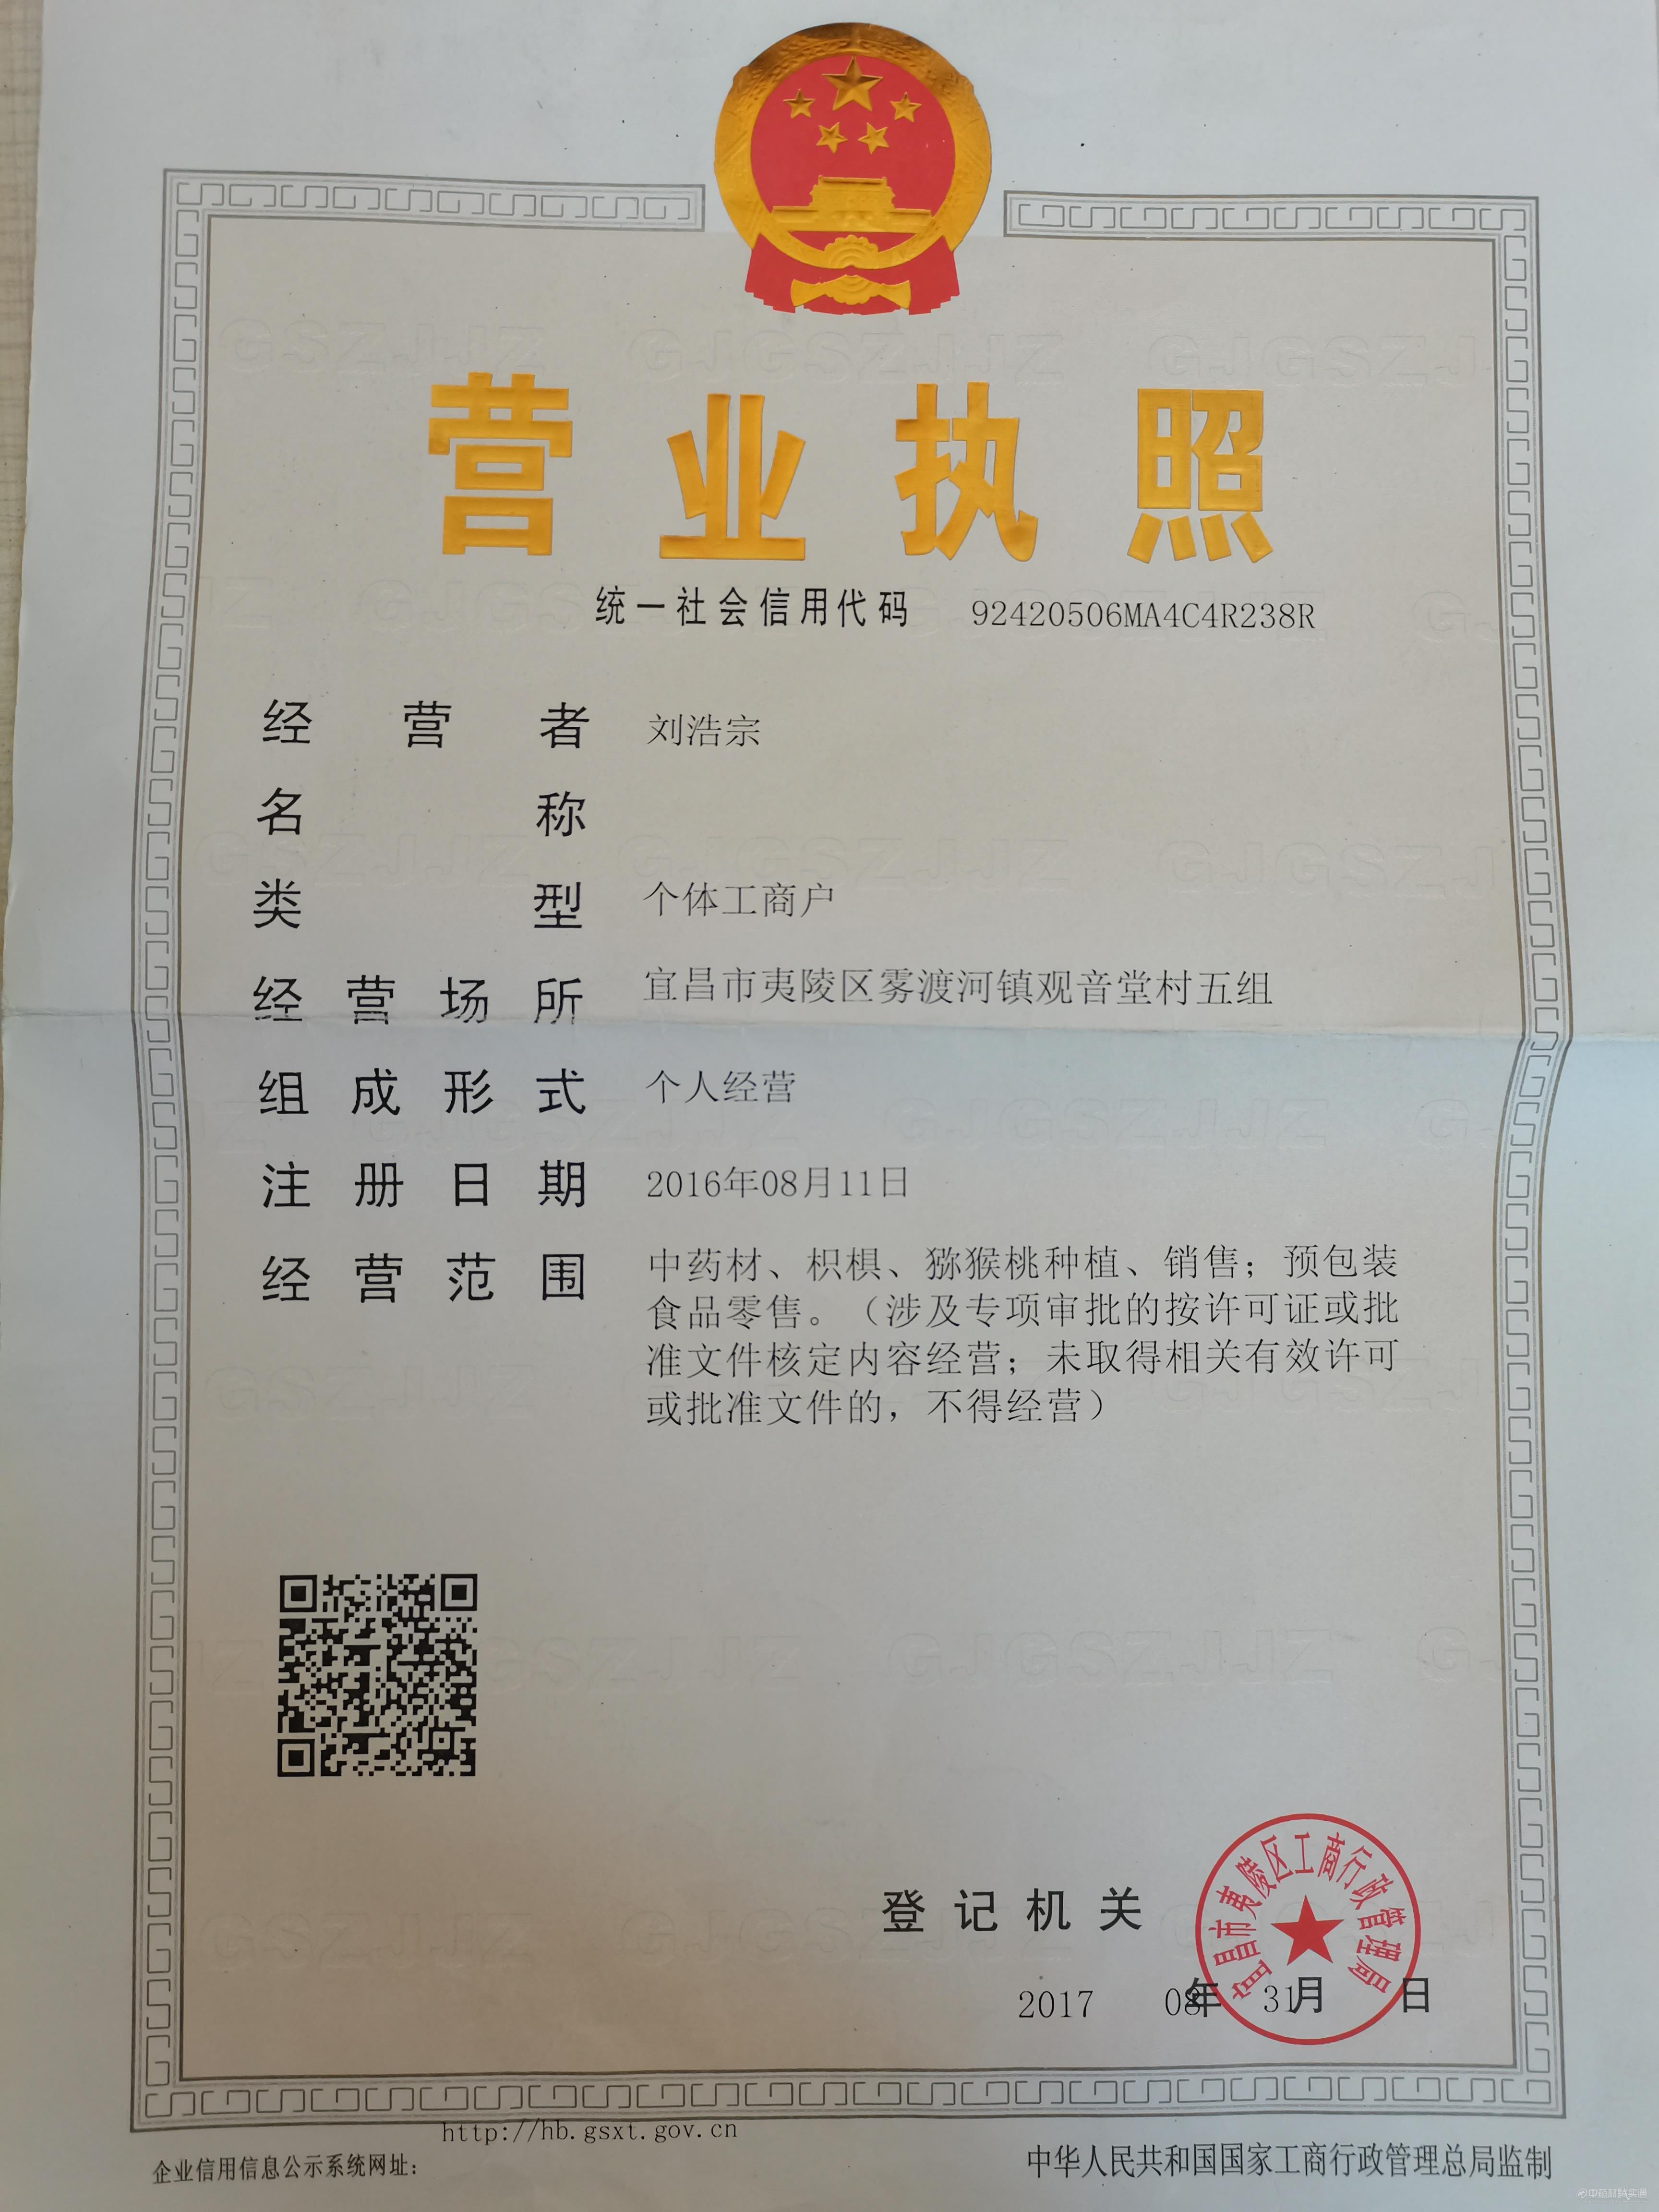 营业执照
统一社会信用代码 92420506MA4C4R238R
经营者 刘浩宗
名称
类型 个体工商户
经营场所 宜昌市夷陵区雾渡河镇观音堂村五组
组成形式 个人经营
注册日期 2016年08月11日
经营范围 中药材、枳椇、猕猴桃种植、销售；预包装
食品零售。（涉及专项审批的按许可证或批
准文件核定内容经营；未取得相关有效许可
或批准文件的，不得经营）
登记机关
宜昌市夷陵区工商行政管理局
2017年08月31日
http://hb.gsxt.gov.cn
企业信用信息公示系统网址：
中华人民共和国国家工商行政管理总局监制